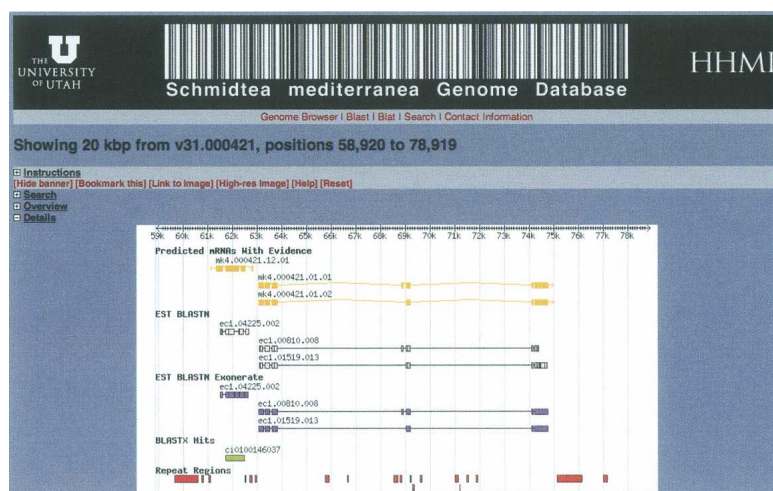 THE
UNIVERSITY
OF UTAH
HHMI
Schmidtea mediterranea Genome Database
Genome Browser | Blast | Blat | Search | Contact Information
Showing 20 kbp from v31.000421, positions 58,920 to 78,919
Instructions
[Hide banner] [Bookmark this] [Link to Image] [High-res Image] [Help] [Reset]
Search
Overview
Details
59k 60k 61k 62k 63k 64k 65k 66k 67k 68k 69k 70k 71k 72k 73k 74k 75k 76k 77k 78k
Predicted mRNAs With Evidence
mk4.000421.12.01
mk4.000421.01.01
mk4.000421.01.02
EST BLASTN
ec1.04225.002
ec1.00810.008
ec1.01519.013
EST BLASTN Exonerate
ec1.04225.002
ec1.00810.008
ec1.01519.013
BLASTX Hits
ci0100146037
Repeat Regions